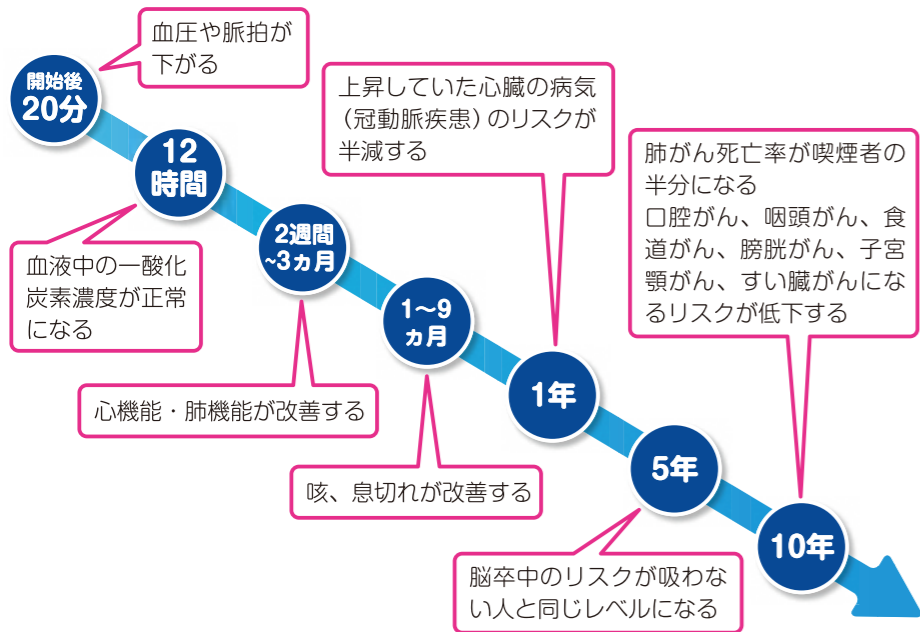 開始後
20分
血圧や脈拍が
下がる
12
時間
血液中の一酸化
炭素濃度が正常
になる
2週間
~3ヵ月
心機能・肺機能が改善する
1〜9
ヵ月
咳、息切れが改善する
1年
上昇していた心臓の病気
(冠動脈疾患)のリスクが
半減する
5年
脳卒中のリスクが吸わな
い人と同じレベルになる
10年
肺がん死亡率が喫煙者の
半分になる
口腔がん、咽頭がん、食
道がん、膀胱がん、子宮
顎がん、すい臓がんにな
るリスクが低下する